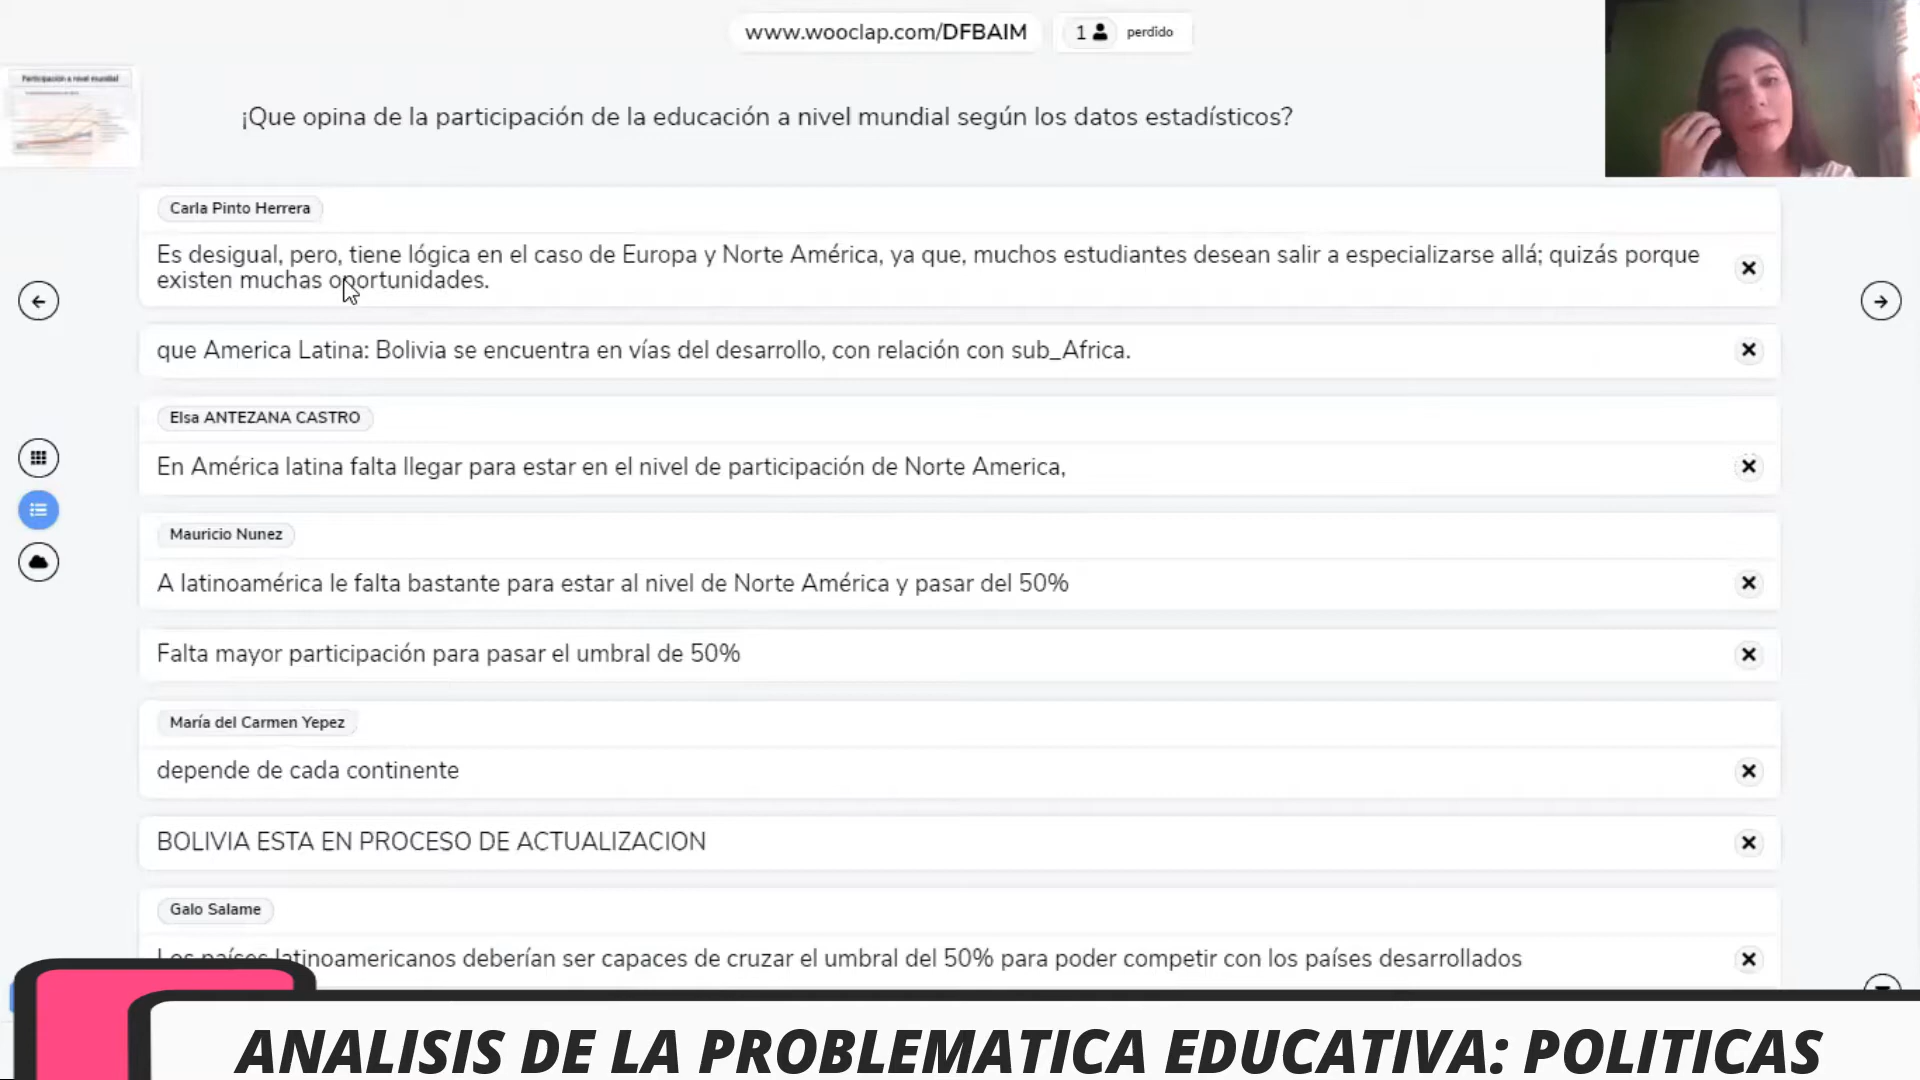 www.wooclap.com/DFBAIM
1 perdido
Participación a nivel mundial
¡Que opina de la participación de la educación a nivel mundial según los datos estadísticos?
Carla Pinto Herrera
Es desigual, pero, tiene lógica en el caso de Europa y Norte América, ya que, muchos estudiantes desean salir a especializarse allá; quizás porque
existen muchas oportunidades.
que America Latina: Bolivia se encuentra en vías del desarrollo, con relación con sub_Africa.
Elsa ANTEZANA CASTRO
En América latina falta llegar para estar en el nivel de participación de Norte America,
Mauricio Nunez
A latinoamérica le falta bastante para estar al nivel de Norte América y pasar del 50%
Falta mayor participación para pasar el umbral de 50%
María del Carmen Yepez
depende de cada continente
BOLIVIA ESTA EN PROCESO DE ACTUALIZACION
Galo Salame
Los países latinoamericanos deberían ser capaces de cruzar el umbral del 50% para poder competir con los países desarrollados
ANALISIS DE LA PROBLEMATICA EDUCATIVA: POLITICAS